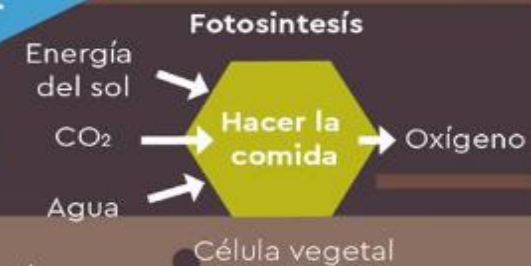 Fotosintesís
Energía
del sol
CO₂
Agua
Hacer la
comida
Oxígeno
Célula vegetal